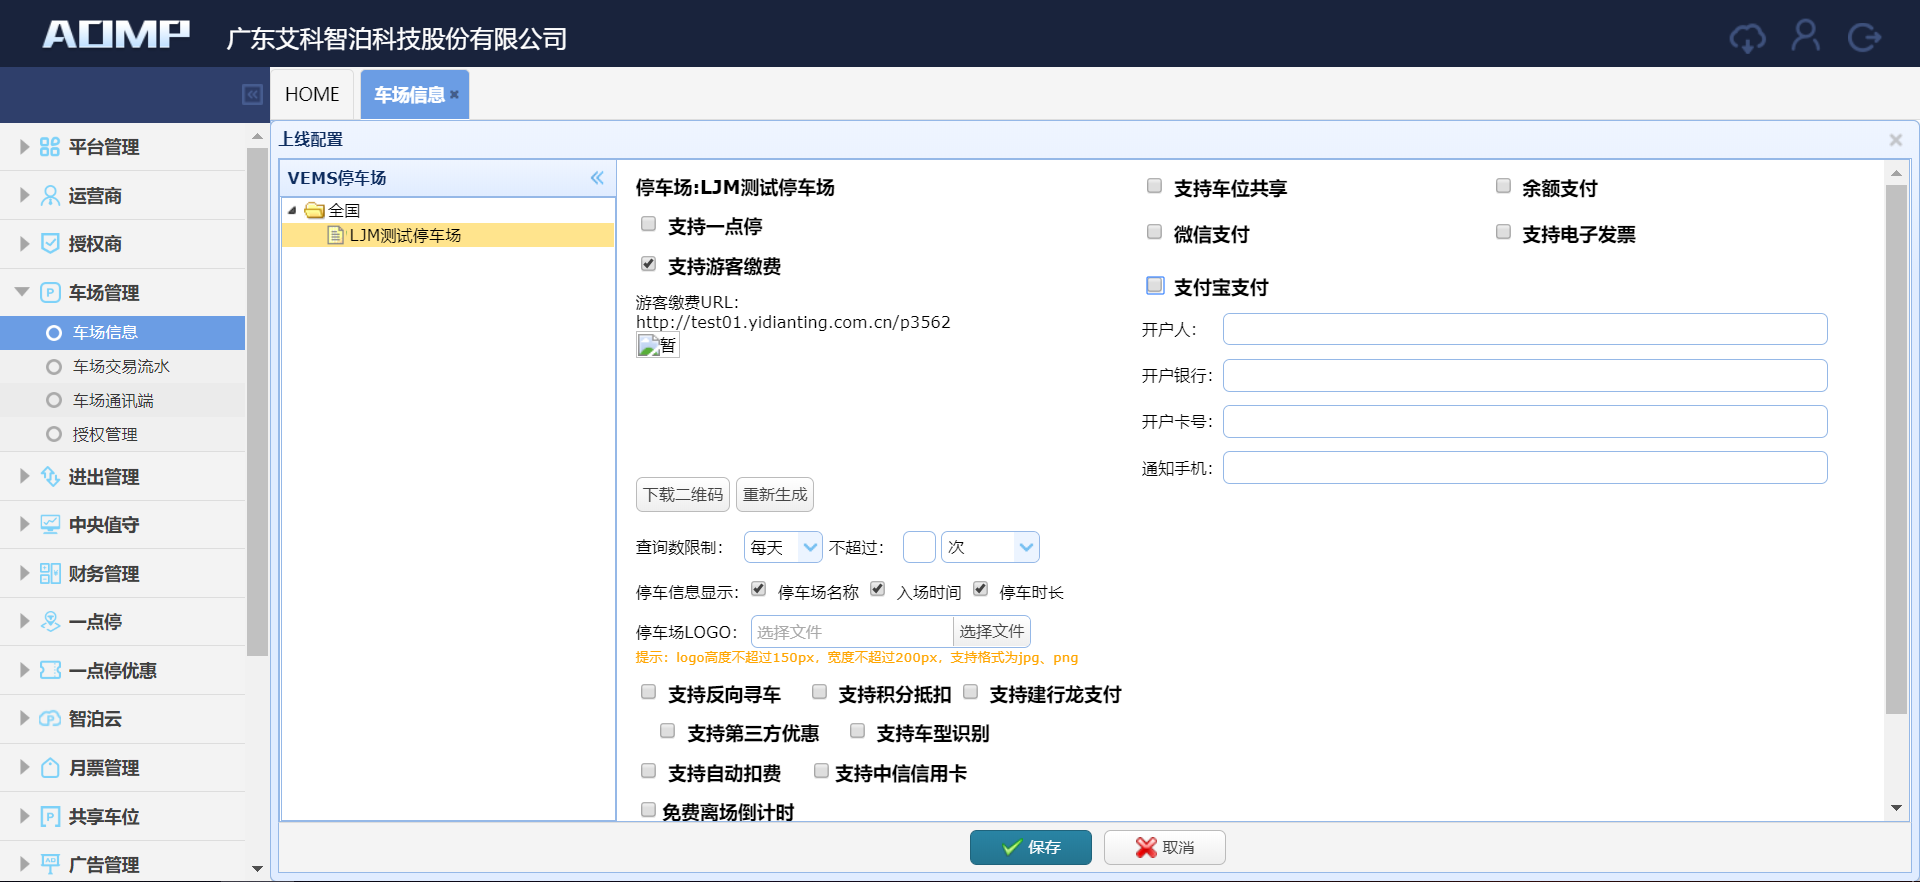 AOMP 广东艾科智泊科技股份有限公司
HOME
车场信息
平台管理
运营商
授权商
车场管理
车场信息
车场交易流水
车场通讯端
授权管理
进出管理
中央值守
财务管理
一点停
一点停优惠
智泊云
月票管理
共享车位
广告管理
上线配置
VEMS停车场
全国
LJM测试停车场
停车场:LJM测试停车场
支持一点停
支持游客缴费
游客缴费URL：
http://test01.yidianting.com.cn/p3562
暂
下载二维码 重新生成
查询数限制： 每天 不超过： 次
停车信息显示： 停车场名称 入场时间 停车时长
停车场LOGO： 选择文件 选择文件
提示：logo高度不超过150px，宽度不超过200px，支持格式为jpg、png
支持反向寻车 支持积分抵扣 支持建行龙支付
支持第三方优惠 支持车型识别
支持自动扣费 支持中信信用卡
免费离场倒计时
支持车位共享 余额支付
微信支付 支持电子发票
支付宝支付
开户人：
开户银行：
开户卡号：
通知手机：
保存 取消